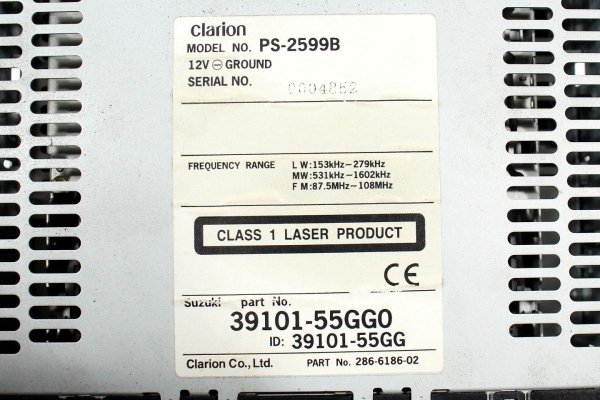 Clarion
MODEL NO. PS-2599B
12V ⊖ GROUND
SERIAL NO. 0004852
FREQUENCY RANGE LW:153kHz~279kHz
MW:531kHz~1602kHz
FM:87.5MHz~108MHz
CLASS 1 LASER PRODUCT
CE
Suzuki part No.
39101-55GG0
ID: 39101-55GG
Clarion Co., Ltd. PART No. 286-6186-02